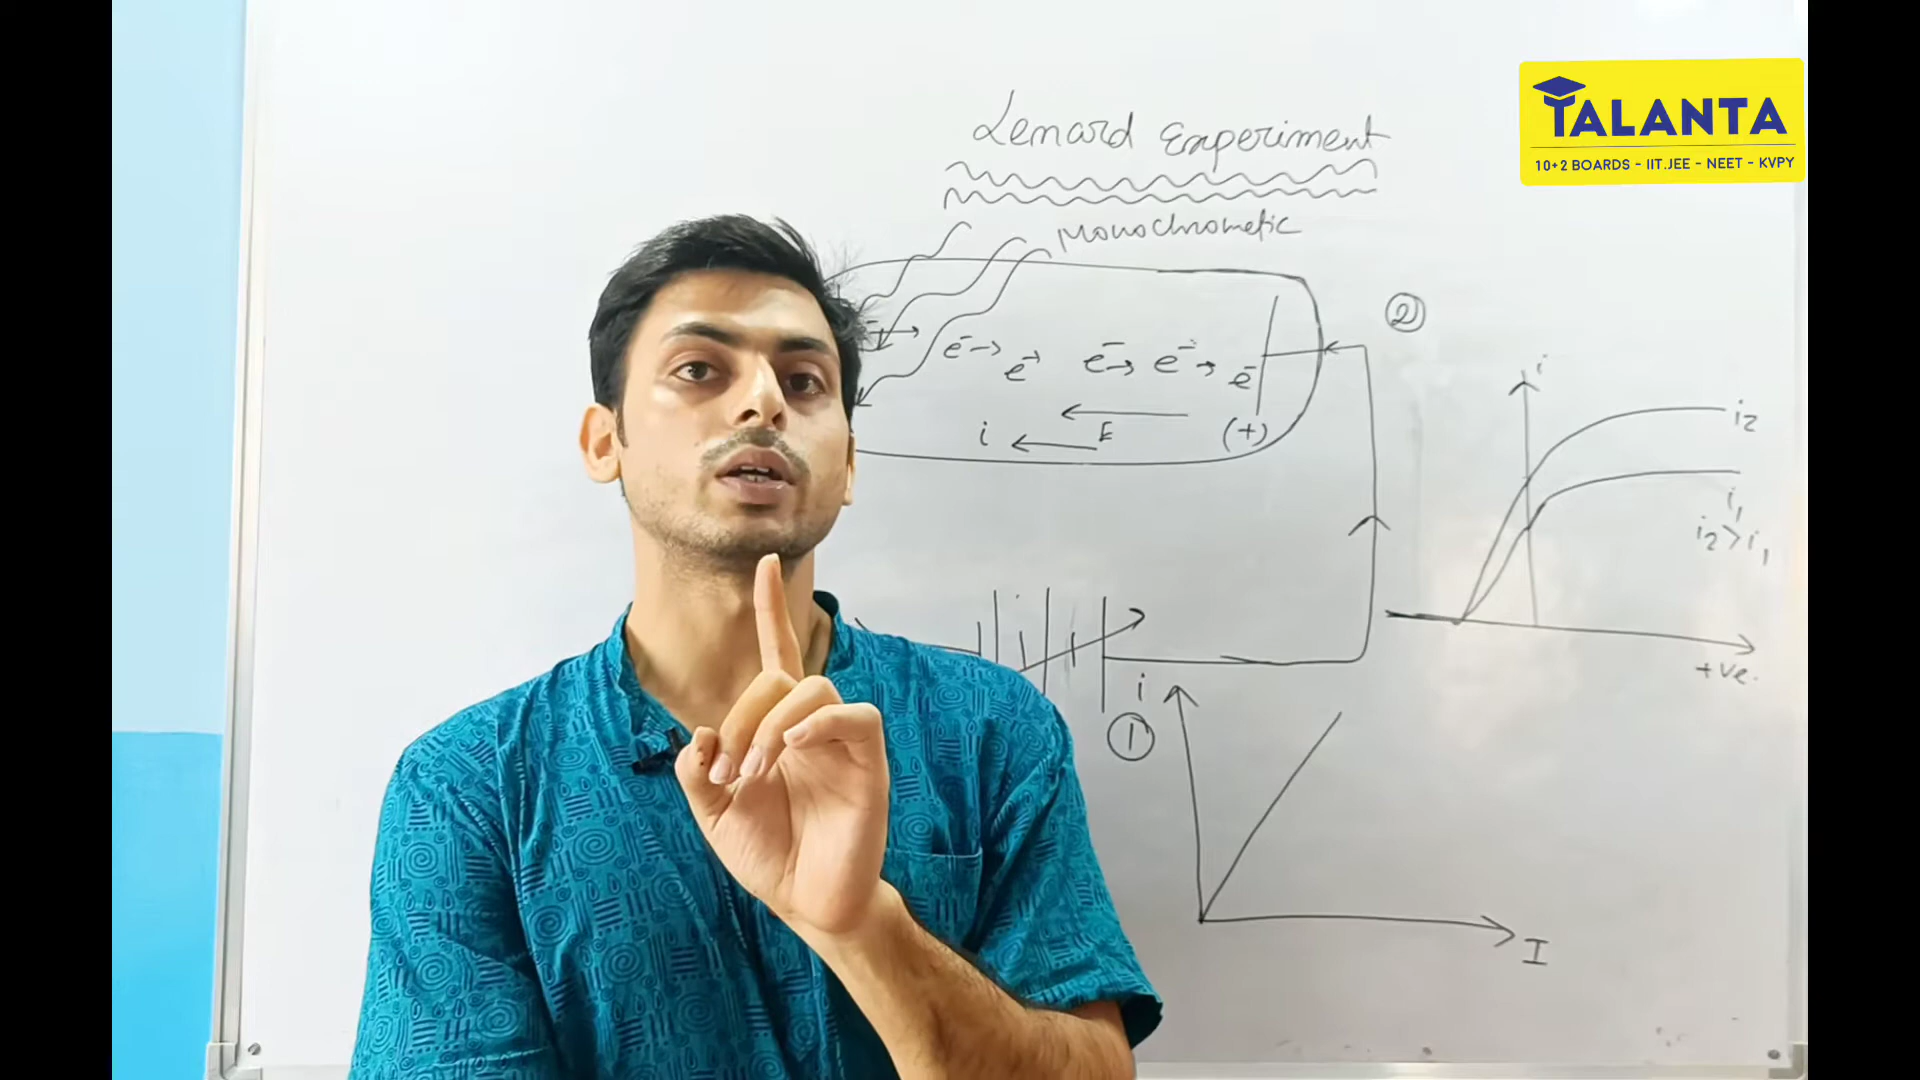 TALANTA
10+2 BOARDS - IIT.JEE - NEET - KVPY
Lenard Experiment
Monochrometic
e⁻ e⁻ e⁻ e⁻ e⁻
E
i
(+)
②
i
i₂
i₁
i₂>i₁
+ve.
①
i
I